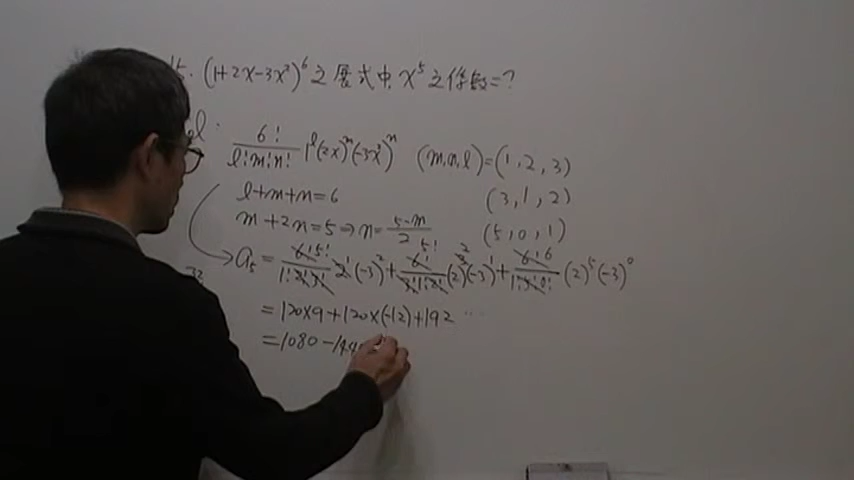 15. (1+2x-3x²)⁶之展式中, x⁵之係數=?
sol:
6!/(l!m!n!) 1^l (2x)^m (-3x²)^n (m,n,l)=(1,2,3)
l+m+n=6 (3,1,2)
m+2n=5 ⇒ n=(5-m)/2 (5,0,1)
a₅ = 6!/(1!2!3!) 2¹(-3)² + 6!/(3!1!2!) (2)³(-3)¹ + 6!/(1!5!0!) (2)⁵(-3)⁰
=120×9+120×(-12)+192 ...
=1080-144